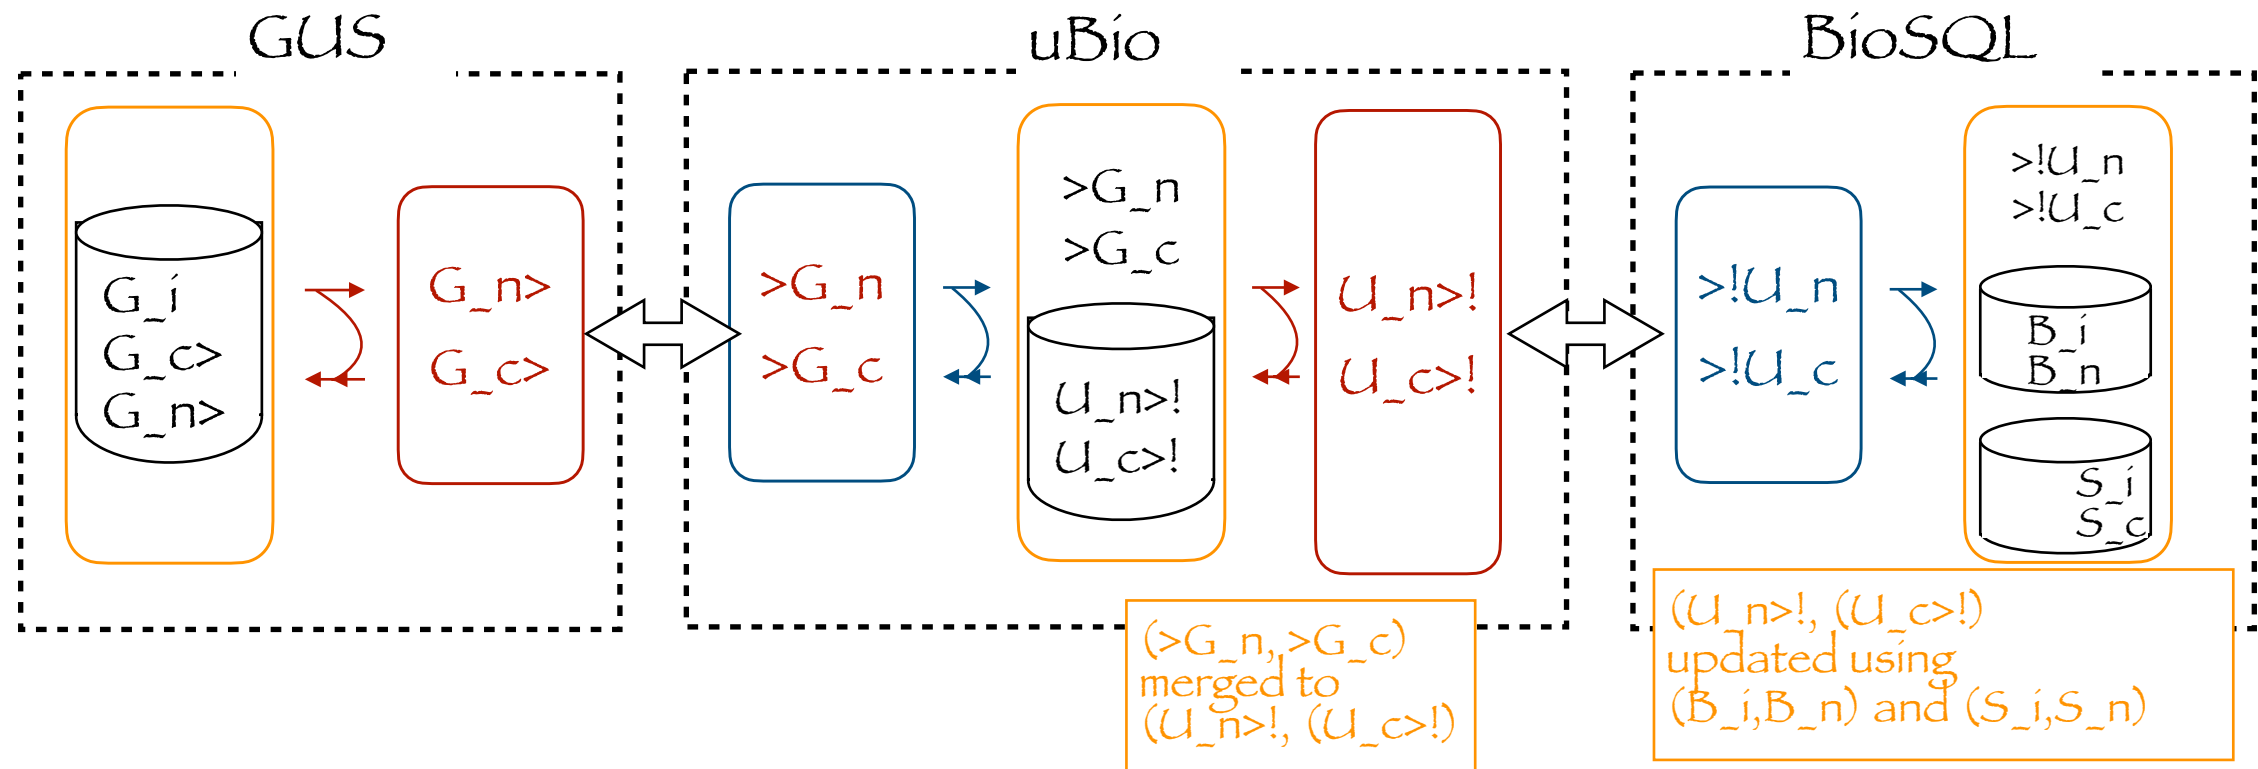 GUS
G_i
G_c>
G_n>
G_n>
G_c>
uBio
>G_n
>G_c
>G_n
>G_c
U_n>!
U_c>!
U_n>!
U_c>!
(>G_n, >G_c)
merged to
(U_n>!, (U_c>!)
BioSQL
>!U_n
>!U_c
>!U_n
>!U_c
B_i
B_n
S_i
S_c
(U_n>!, (U_c>!)
updated using
(B_i,B_n) and (S_i,S_n)